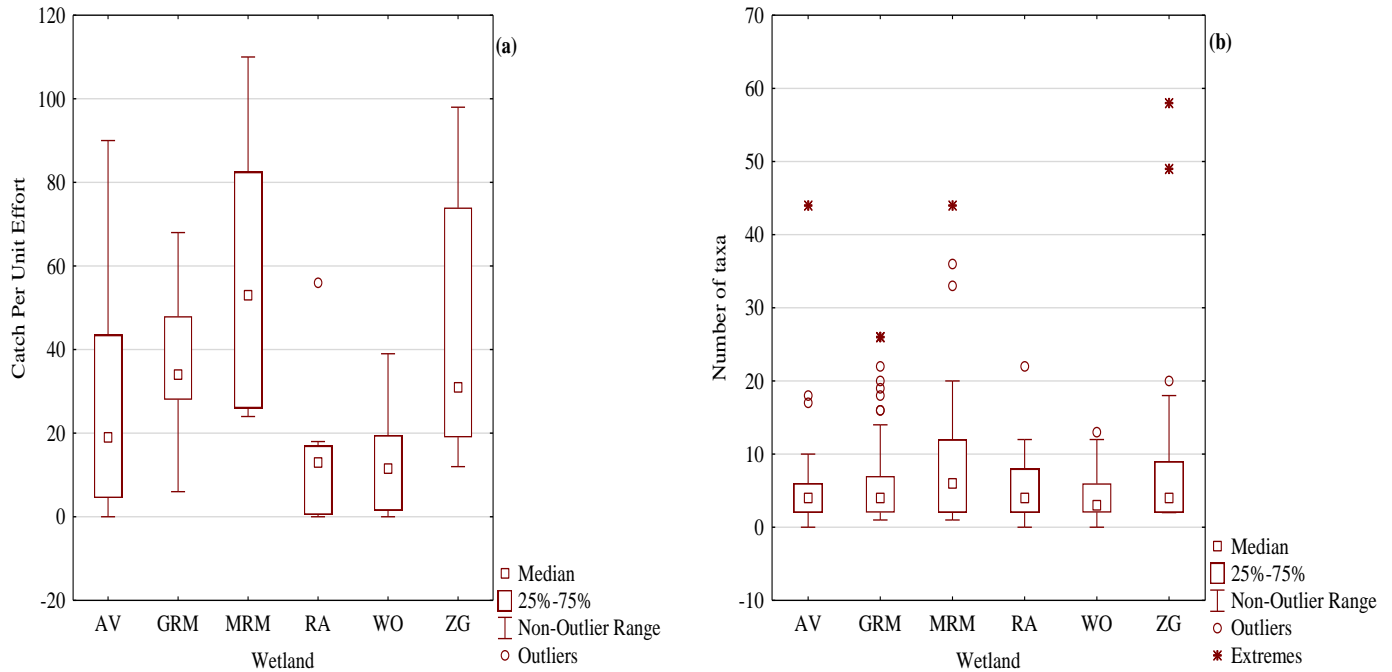 (a)
Catch Per Unit Effort
120
100
80
60
40
20
0
-20
AV GRM MRM RA WO ZG
Wetland
Median
25%-75%
Non-Outlier Range
Outliers
(b)
Number of taxa
70
60
50
40
30
20
10
0
-10
AV GRM MRM RA WO ZG
Wetland
Median
25%-75%
Non-Outlier Range
Outliers
Extremes